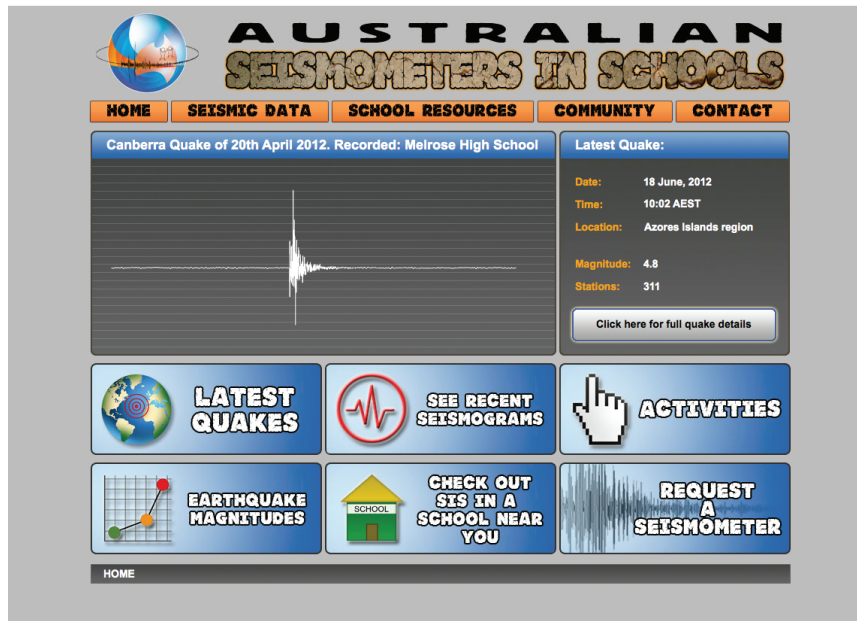 AUSTRALIAN
SEISMOMETERS IN SCHOOLS
HOME SEISMIC DATA SCHOOL RESOURCES COMMUNITY CONTACT
Canberra Quake of 20th April 2012. Recorded: Melrose High School
Latest Quake:
Date: 18 June, 2012
Time: 10:02 AEST
Location: Azores Islands region
Magnitude: 4.8
Stations: 311
Click here for full quake details
LATEST
QUAKES
SEE RECENT
SEISMOGRAMS
ACTIVITIES
EARTHQUAKE
MAGNITUDES
SCHOOL
CHECK OUT
SIS IN A
SCHOOL NEAR
YOU
REQUEST
A
SEISMOMETER
HOME